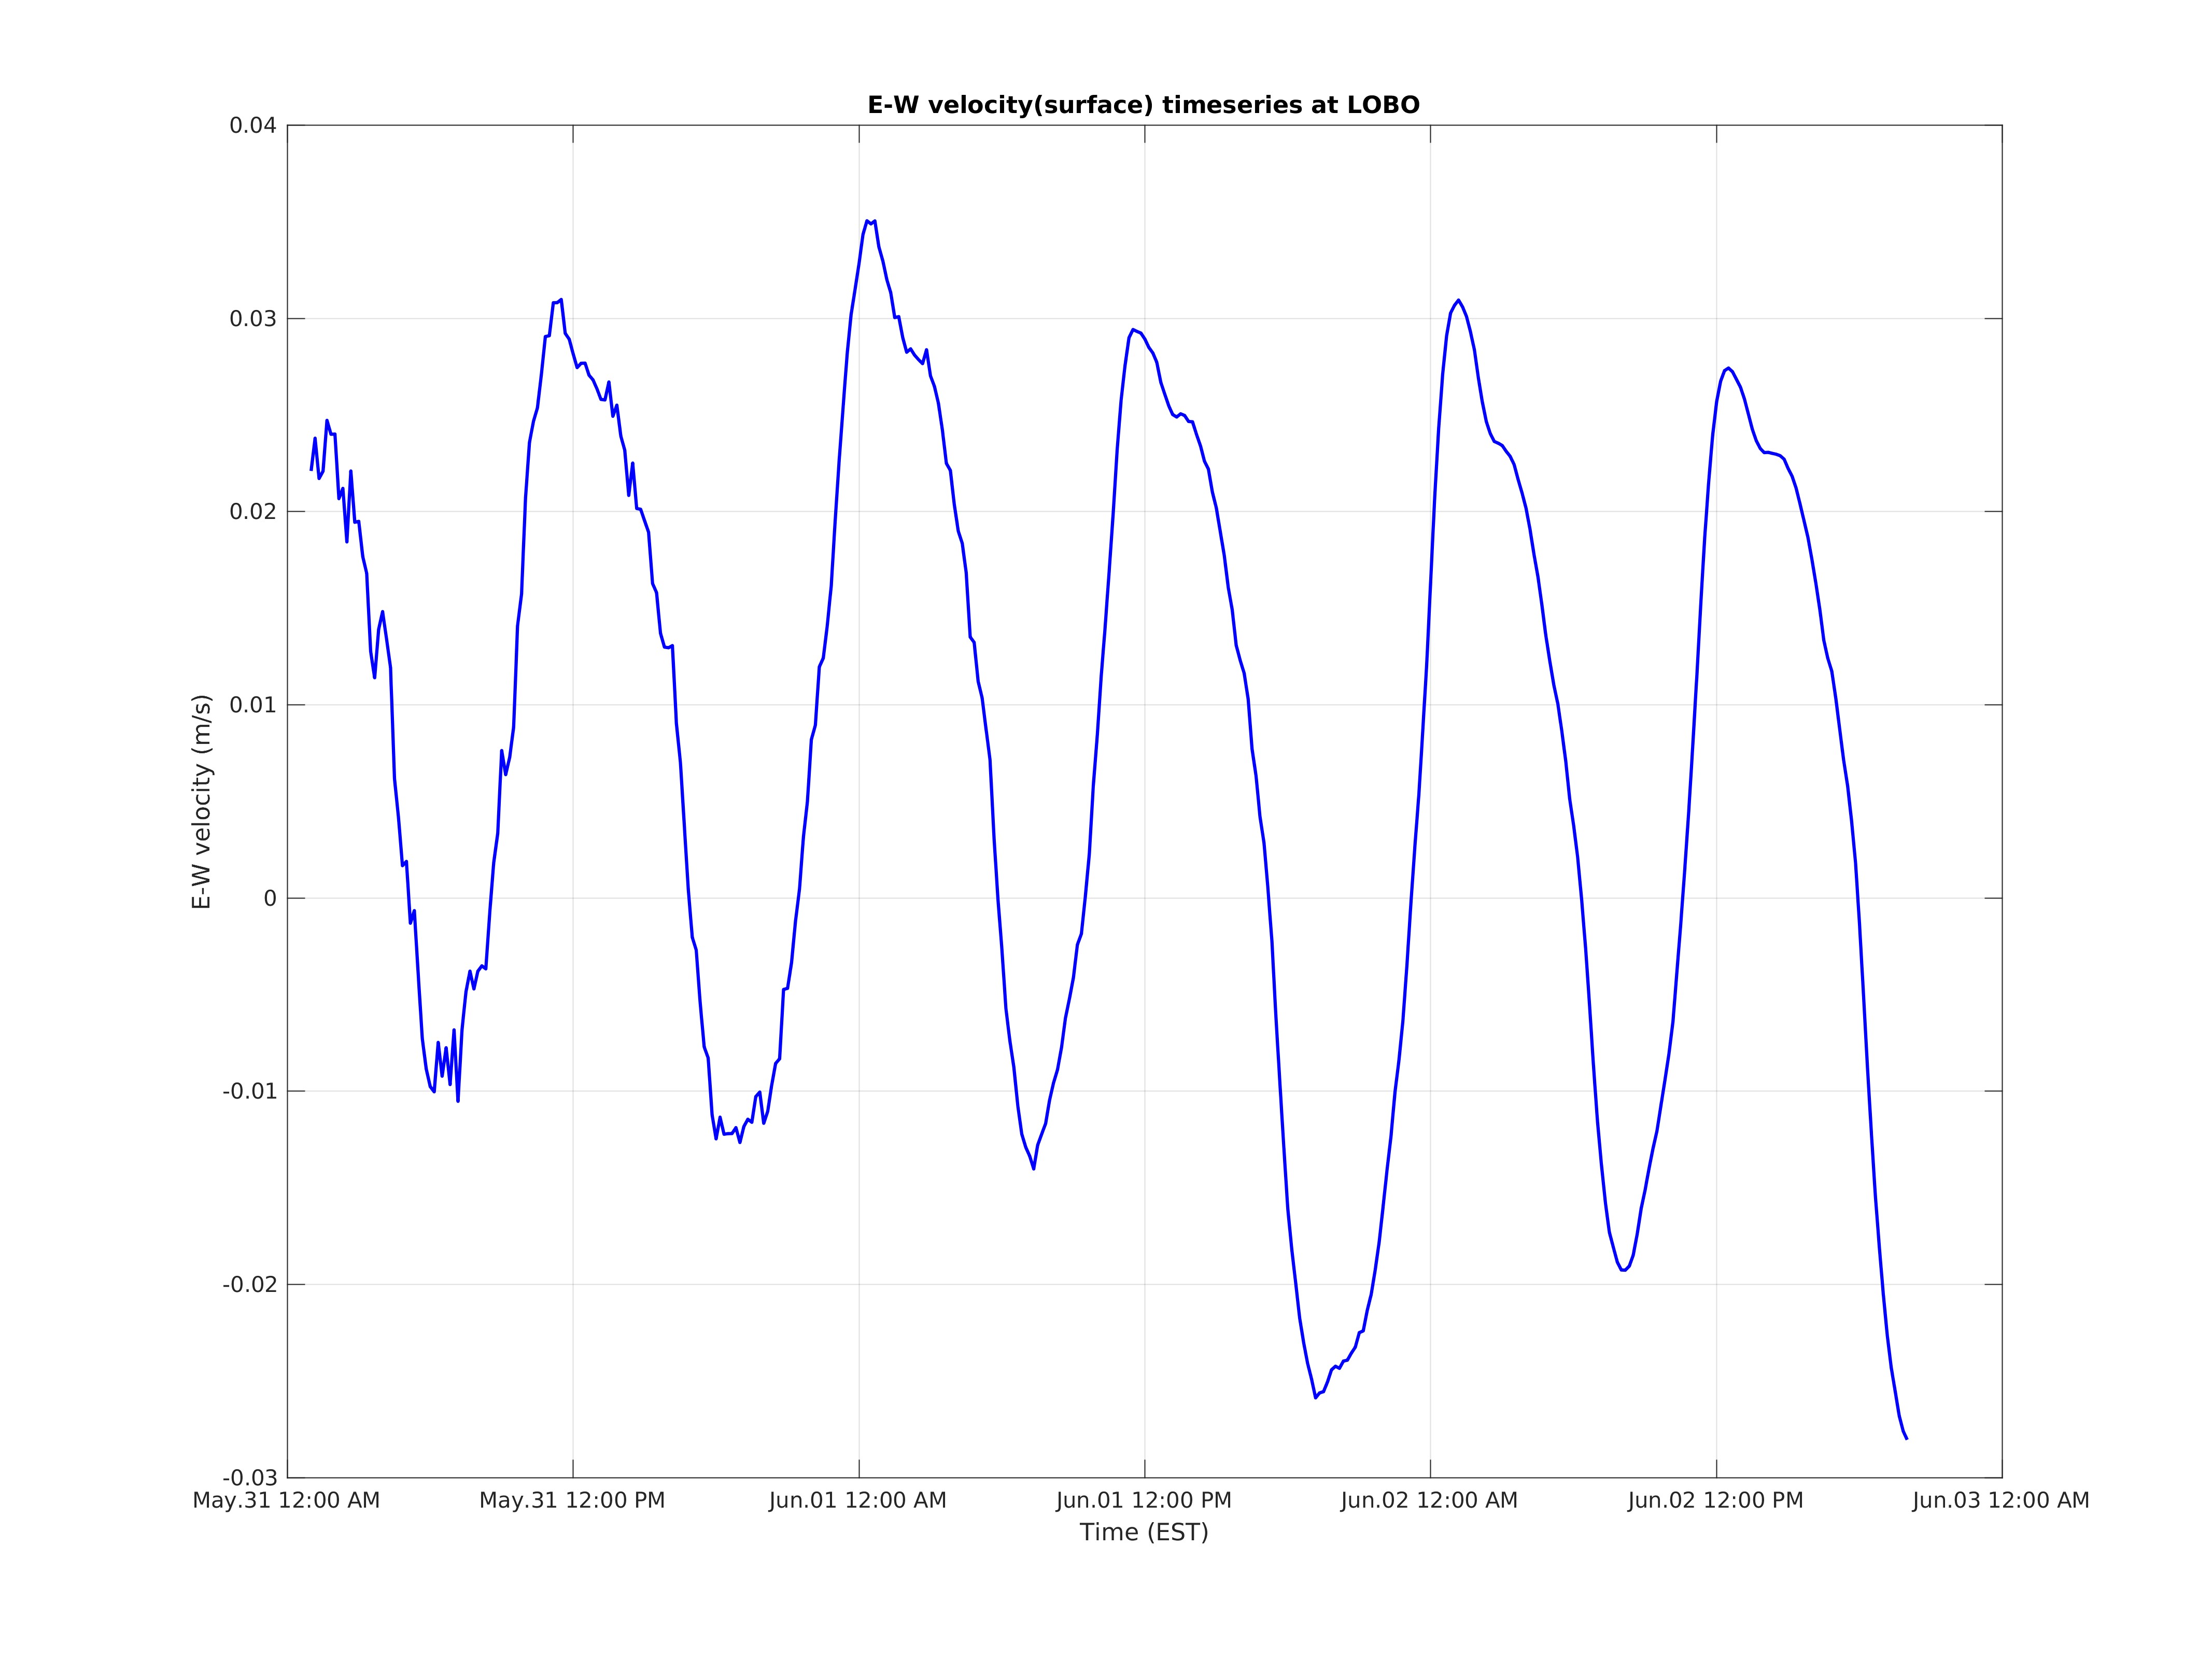 E-W velocity(surface) timeseries at LOBO
0.04
0.03
0.02
0.01
0
-0.01
-0.02
-0.03
E-W velocity (m/s)
May.31 12:00 AM
May.31 12:00 PM
Jun.01 12:00 AM
Jun.01 12:00 PM
Jun.02 12:00 AM
Jun.02 12:00 PM
Jun.03 12:00 AM
Time (EST)